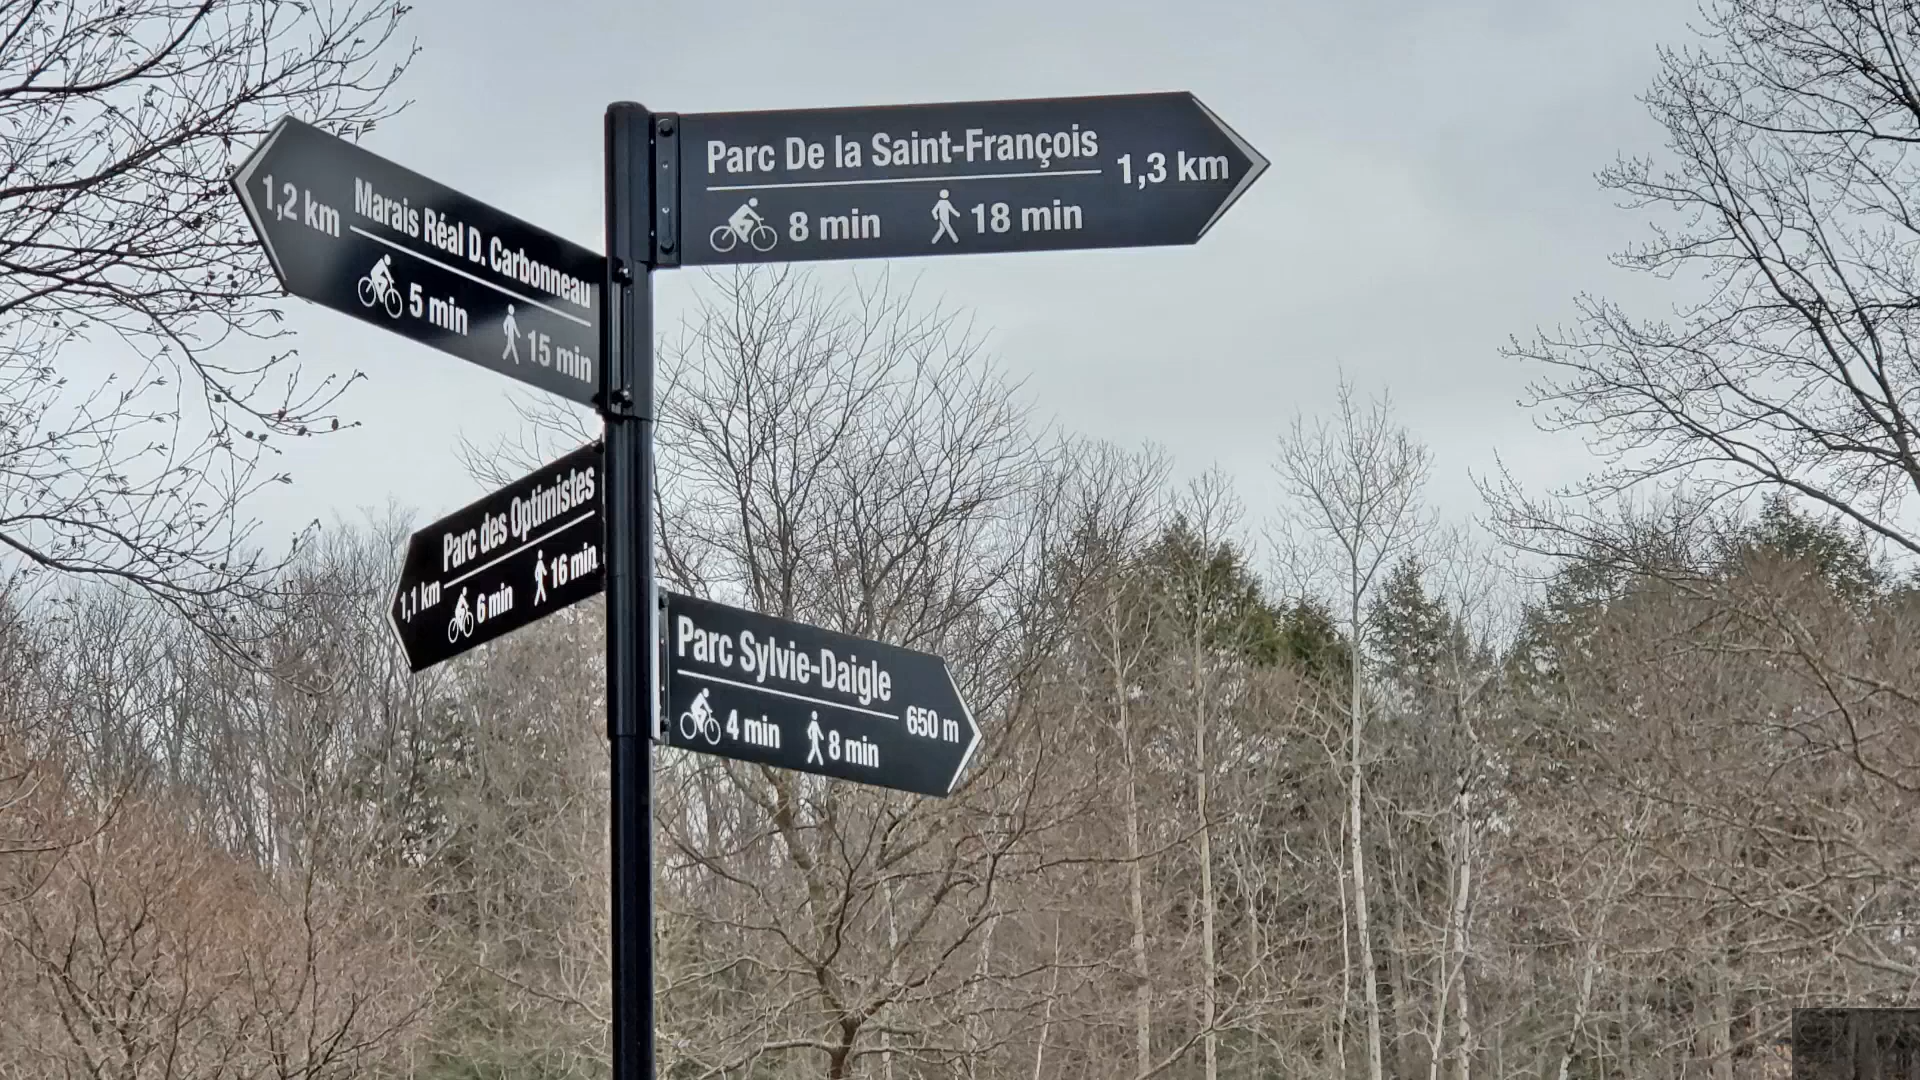 Parc De la Saint-François
1,3 km
8 min 18 min
Marais Réal D. Carbonneau
1,2 km
5 min 15 min
Parc des Optimistes
1,1 km
6 min 16 min
Parc Sylvie-Daigle
650 m
4 min 8 min